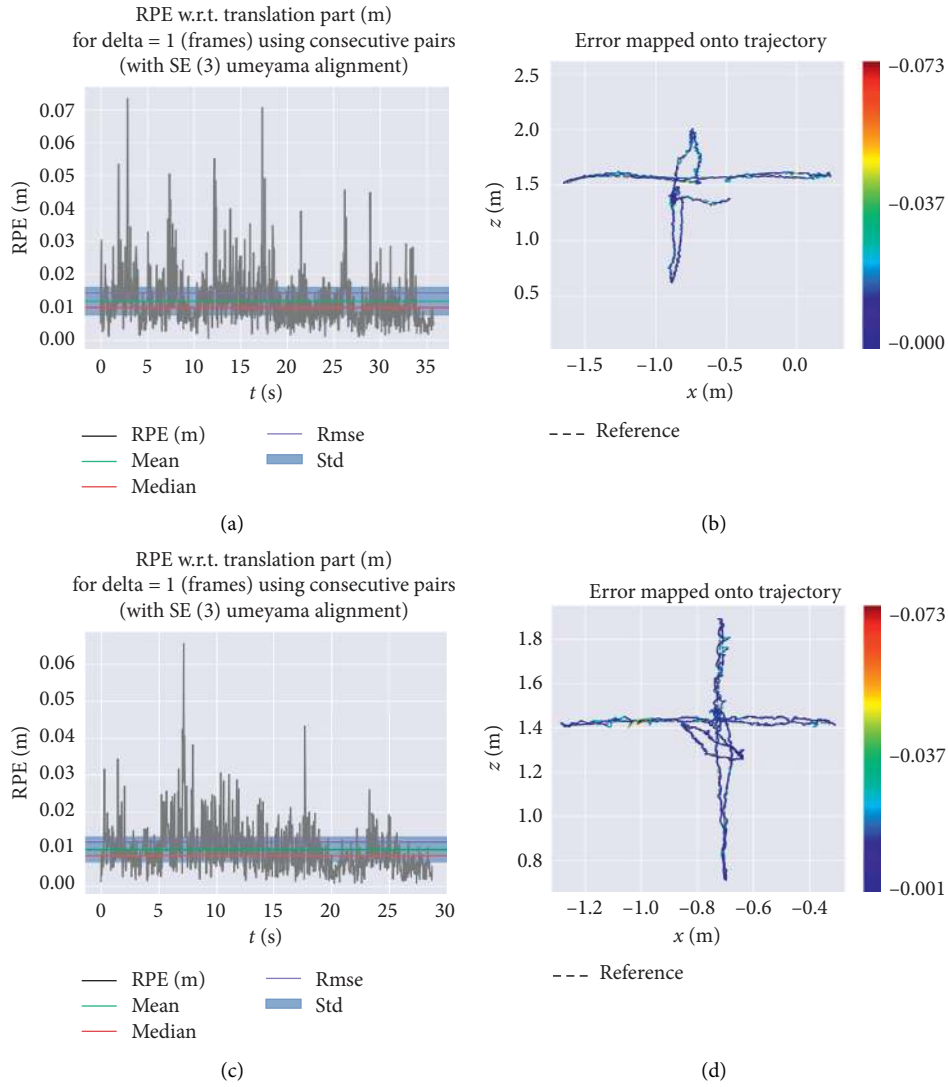 RPE w.r.t. translation part (m)
for delta = 1 (frames) using consecutive pairs
(with SE (3) umeyama alignment)
0.07
0.06
0.05
0.04
0.03
0.02
0.01
0.00
RPE (m)
0 5 10 15 20 25 30 35
t (s)
RPE (m)
Mean
Median
Rmse
Std
(a)
Error mapped onto trajectory
2.5
2.0
1.5
1.0
0.5
z (m)
−1.5 −1.0 −0.5 0.0
x (m)
−0.073
−0.037
−0.000
Reference
(b)
RPE w.r.t. translation part (m)
for delta = 1 (frames) using consecutive pairs
(with SE (3) umeyama alignment)
0.06
0.05
0.04
0.03
0.02
0.01
0.00
RPE (m)
0 5 10 15 20 25 30
t (s)
RPE (m)
Mean
Median
Rmse
Std
(c)
Error mapped onto trajectory
1.8
1.6
1.4
1.2
1.0
0.8
z (m)
−1.2 −1.0 −0.8 −0.6 −0.4
x (m)
−0.073
−0.037
−0.001
Reference
(d)